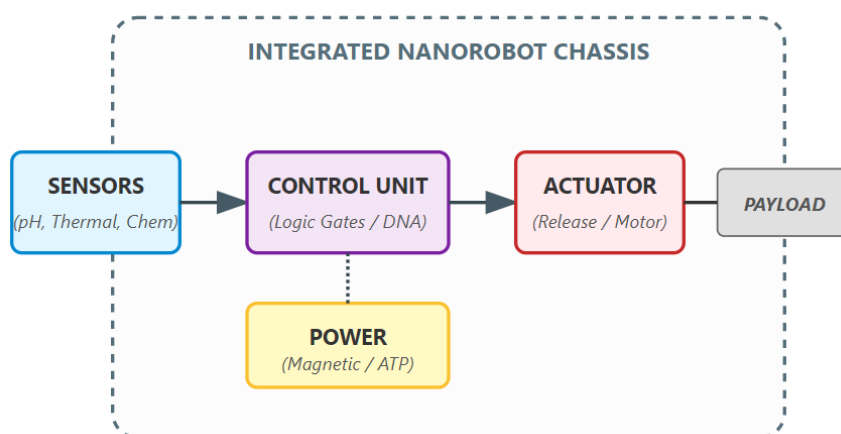 INTEGRATED NANOROBOT CHASSIS
SENSORS
(pH, Thermal, Chem)
CONTROL UNIT
(Logic Gates / DNA)
ACTUATOR
(Release / Motor)
PAYLOAD
POWER
(Magnetic / ATP)